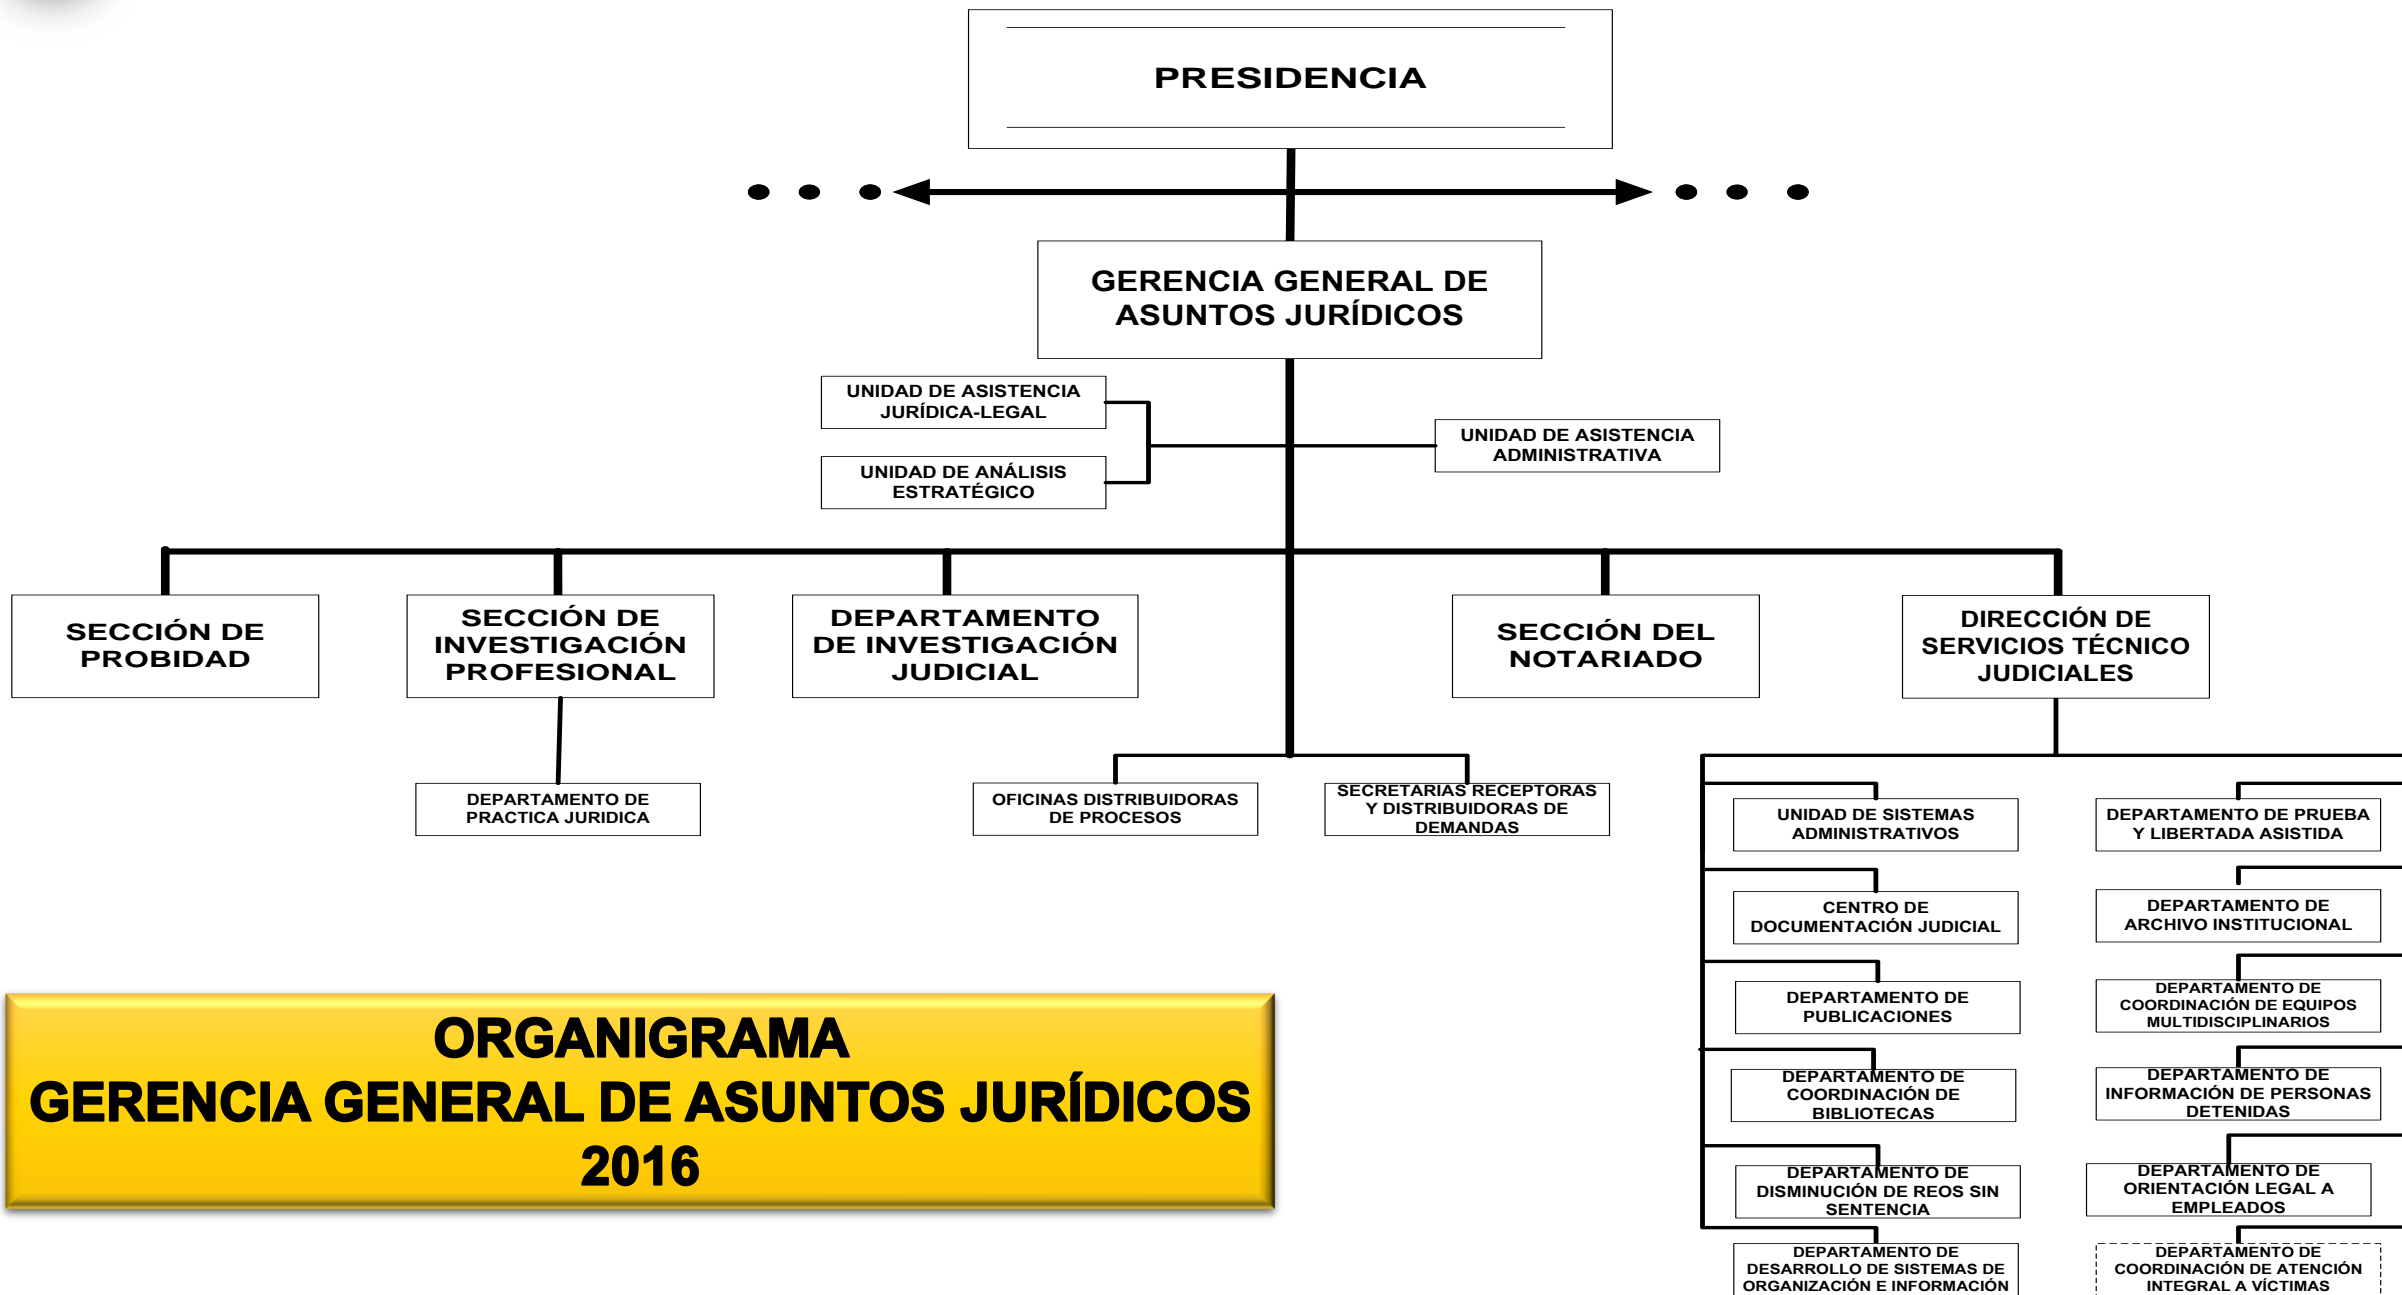 PRESIDENCIA
GERENCIA GENERAL DE
ASUNTOS JURÍDICOS
UNIDAD DE ASISTENCIA
JURÍDICA-LEGAL
UNIDAD DE ASISTENCIA
ADMINISTRATIVA
UNIDAD DE ANÁLISIS
ESTRATÉGICO
SECCIÓN DE
PROBIDAD
SECCIÓN DE
INVESTIGACIÓN
PROFESIONAL
DEPARTAMENTO
DE INVESTIGACIÓN
JUDICIAL
SECCIÓN DEL
NOTARIADO
DIRECCIÓN DE
SERVICIOS TÉCNICO
JUDICIALES
DEPARTAMENTO DE
PRACTICA JURIDICA
OFICINAS DISTRIBUIDORAS
DE PROCESOS
SECRETARIAS RECEPTORAS
Y DISTRIBUIDORAS DE
DEMANDAS
UNIDAD DE SISTEMAS
ADMINISTRATIVOS
DEPARTAMENTO DE PRUEBA
Y LIBERTADA ASISTIDA
CENTRO DE
DOCUMENTACIÓN JUDICIAL
DEPARTAMENTO DE
ARCHIVO INSTITUCIONAL
DEPARTAMENTO DE
PUBLICACIONES
DEPARTAMENTO DE
COORDINACIÓN DE EQUIPOS
MULTIDISCIPLINARIOS
DEPARTAMENTO DE
COORDINACIÓN DE
BIBLIOTECAS
DEPARTAMENTO DE
INFORMACIÓN DE PERSONAS
DETENIDAS
DEPARTAMENTO DE
DISMINUCIÓN DE REOS SIN
SENTENCIA
DEPARTAMENTO DE
ORIENTACIÓN LEGAL A
EMPLEADOS
DEPARTAMENTO DE
DESARROLLO DE SISTEMAS DE
ORGANIZACIÓN E INFORMACIÓN
DEPARTAMENTO DE
COORDINACIÓN DE ATENCIÓN
INTEGRAL A VÍCTIMAS
ORGANIGRAMA
GERENCIA GENERAL DE ASUNTOS JURÍDICOS
2016